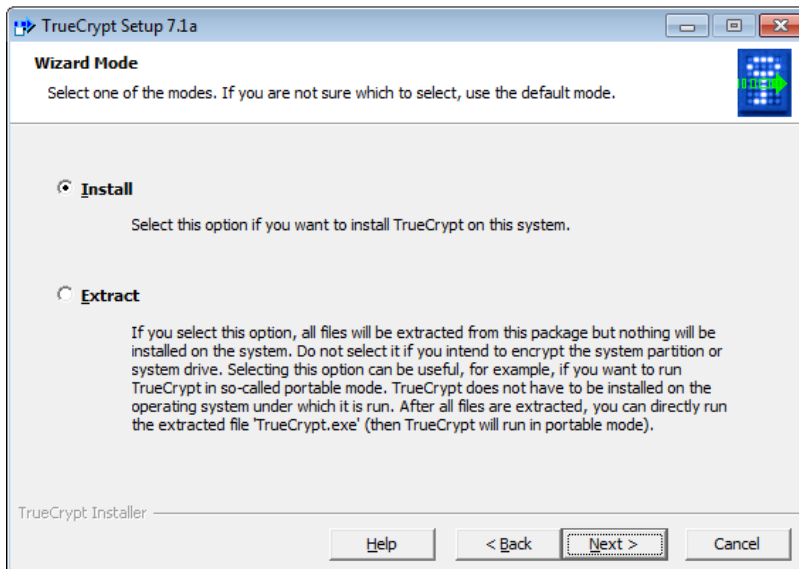 TrueCrypt Setup 7.1a
Wizard Mode
Select one of the modes. If you are not sure which to select, use the default mode.
Install
Select this option if you want to install TrueCrypt on this system.
Extract
If you select this option, all files will be extracted from this package but nothing will be
installed on the system. Do not select it if you intend to encrypt the system partition or
system drive. Selecting this option can be useful, for example, if you want to run
TrueCrypt in so-called portable mode. TrueCrypt does not have to be installed on the
operating system under which it is run. After all files are extracted, you can directly run
the extracted file 'TrueCrypt.exe' (then TrueCrypt will run in portable mode).
TrueCrypt Installer
Help < Back Next > Cancel